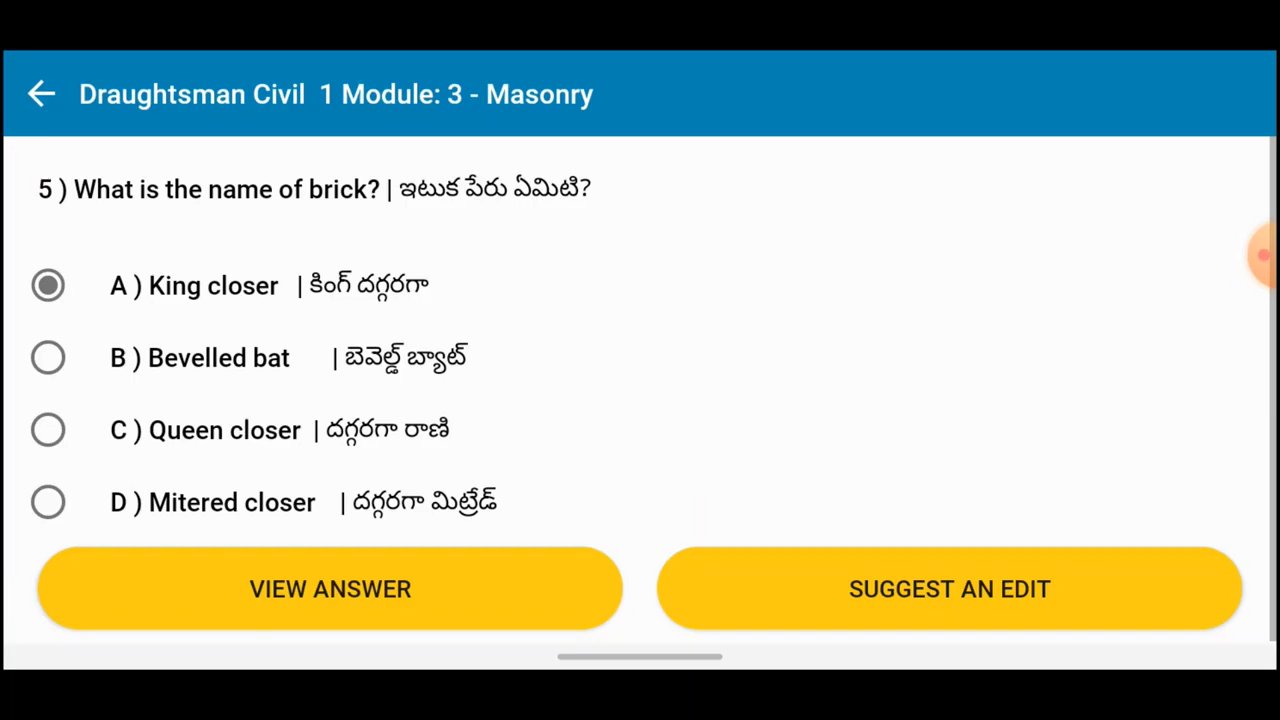 Draughtsman Civil 1 Module: 3 - Masonry
5 ) What is the name of brick? | ఇటుక పేరు ఏమిటి?
A ) King closer | కింగ్ దగ్గరగా
B ) Bevelled bat | బెవెల్డ్ బ్యాట్
C ) Queen closer | దగ్గరగా రాణి
D ) Mitered closer | దగ్గరగా మిట్రేడ్
VIEW ANSWER
SUGGEST AN EDIT